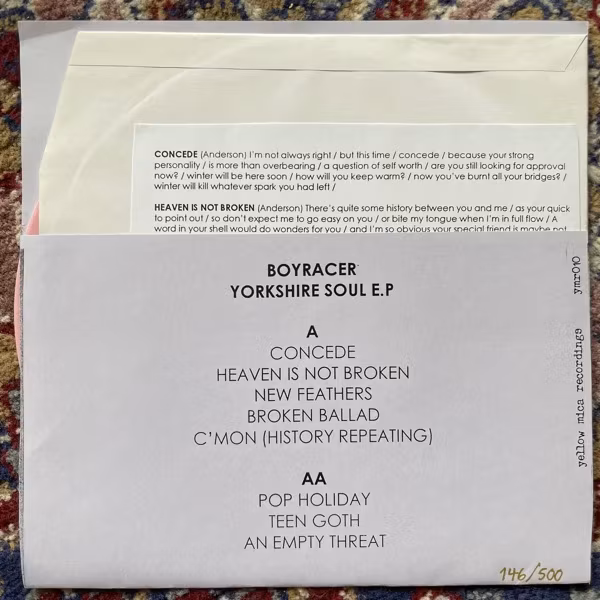 CONCEDE (Anderson) I'm not always right / but this time / concede / because your strong
personality / is more than overbearing / a question of self worth / are you still looking for approval
now? / winter will be here soon / how will you keep warm? / now you've burnt all your bridges? /
winter will kill whatever spark you had left /
HEAVEN IS NOT BROKEN (Anderson) There's quite some history between you and me / as your quick
to point out / so don't expect me to go easy on you / or bite my tongue when I'm in full flow / A
word in your shell would do wonders for you / and I'm so obvious your special friend is maybe not
BOYRACER
YORKSHIRE SOUL E.P
A
CONCEDE
HEAVEN IS NOT BROKEN
NEW FEATHERS
BROKEN BALLAD
C'MON (HISTORY REPEATING)
AA
POP HOLIDAY
TEEN GOTH
AN EMPTY THREAT
yellow mica recordings ymr010
146/500